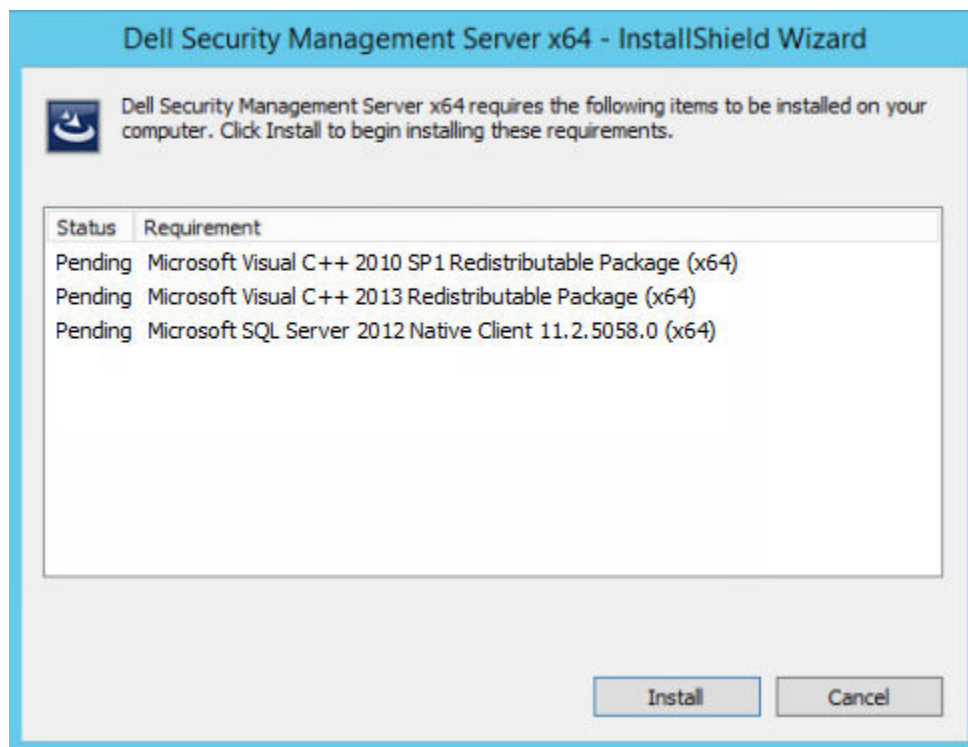 Dell Security Management Server x64 - InstallShield Wizard
Dell Security Management Server x64 requires the following items to be installed on your
computer. Click Install to begin installing these requirements.
Status Requirement
Pending Microsoft Visual C++ 2010 SP1 Redistributable Package (x64)
Pending Microsoft Visual C++ 2013 Redistributable Package (x64)
Pending Microsoft SQL Server 2012 Native Client 11.2.5058.0 (x64)
Install Cancel